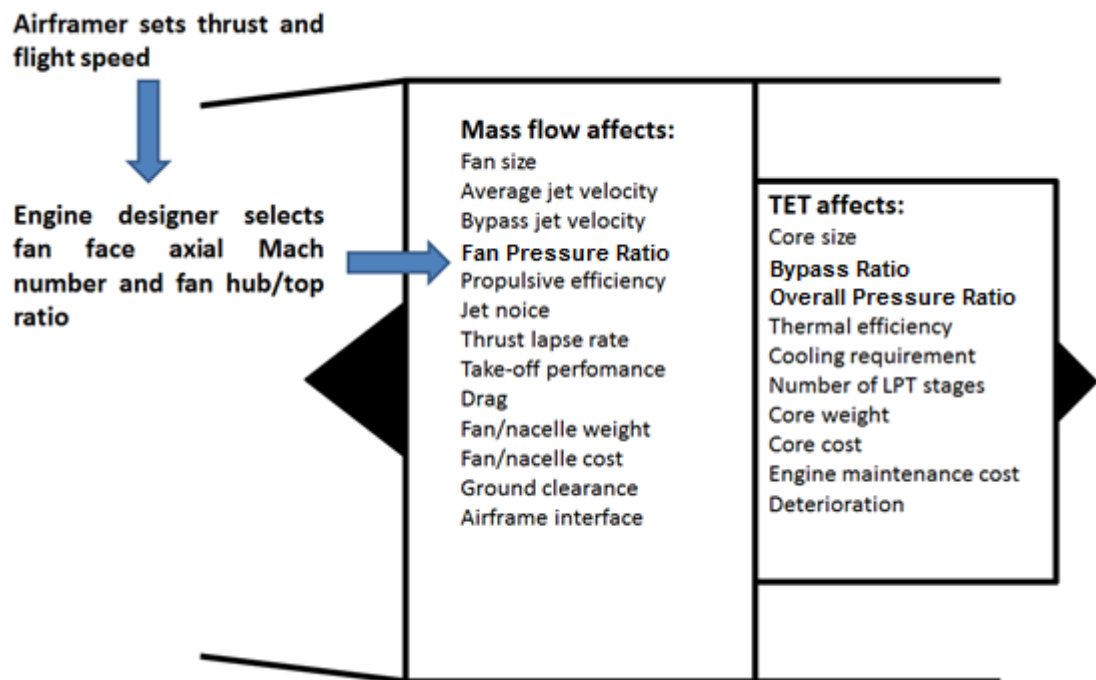 Airframer sets thrust and
flight speed
Engine designer selects
fan face axial Mach
number and fan hub/top
ratio
Mass flow affects:
Fan size
Average jet velocity
Bypass jet velocity
Fan Pressure Ratio
Propulsive efficiency
Jet noice
Thrust lapse rate
Take-off perfomance
Drag
Fan/nacelle weight
Fan/nacelle cost
Ground clearance
Airframe interface
TET affects:
Core size
Bypass Ratio
Overall Pressure Ratio
Thermal efficiency
Cooling requirement
Number of LPT stages
Core weight
Core cost
Engine maintenance cost
Deterioration